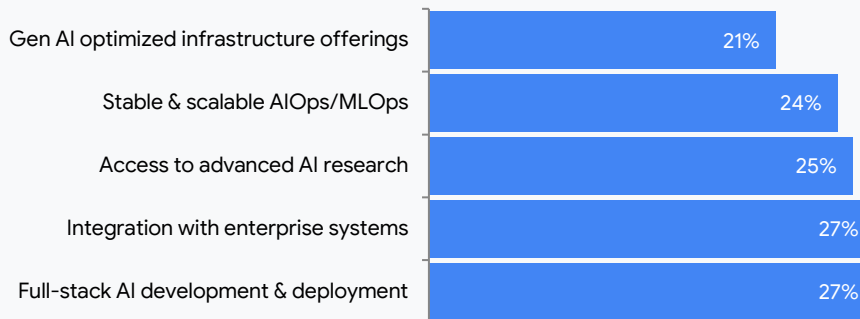 Gen AI optimized infrastructure offerings 21%
Stable & scalable AIOps/MLOps 24%
Access to advanced AI research 25%
Integration with enterprise systems 27%
Full-stack AI development & deployment 27%